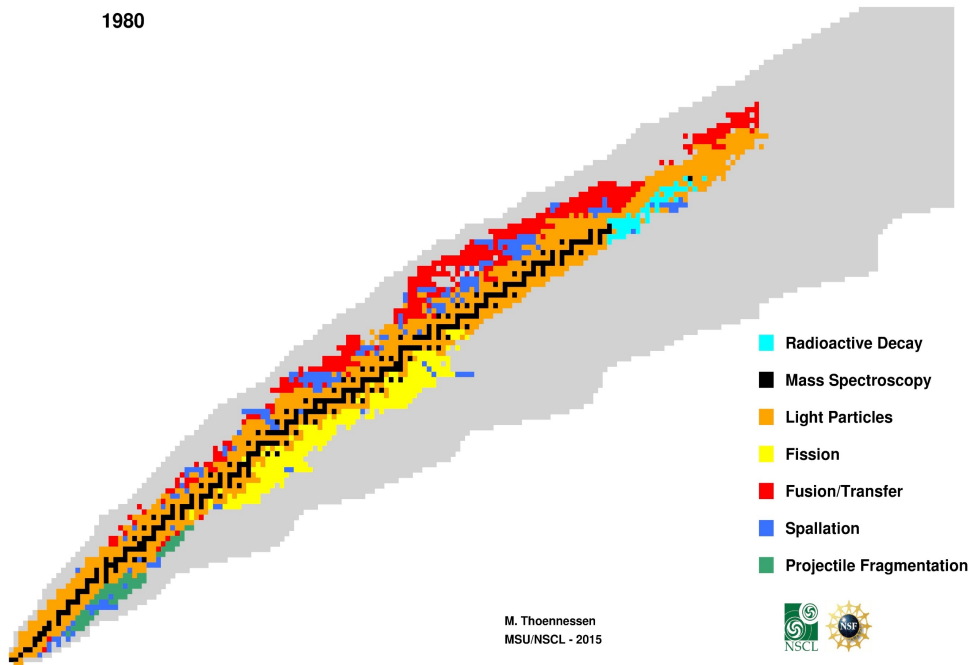 1980
Radioactive Decay
Mass Spectroscopy
Light Particles
Fission
Fusion/Transfer
Spallation
Projectile Fragmentation
M. Thoennessen
MSU/NSCL - 2015
NSCL
NSF